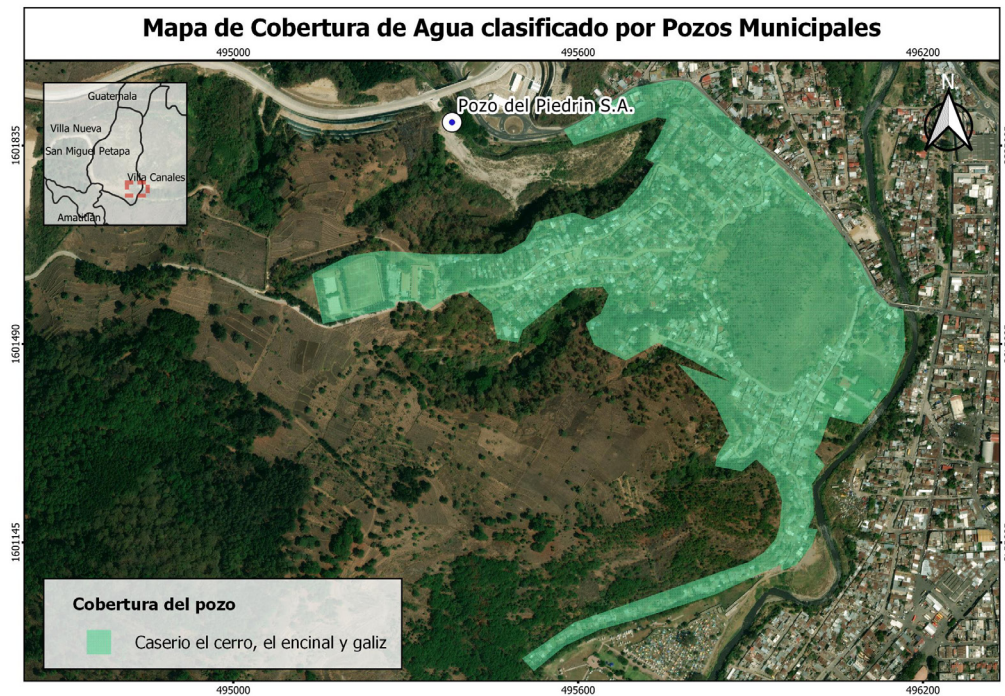 Mapa de Cobertura de Agua clasificado por Pozos Municipales
495000
495600
496200
Guatemala
Villa Nueva
San Miguel Petapa
Villa Canales
Amatitlán
Pozo del Piedrin S.A.
N
1601835
1601490
1601145
Cobertura del pozo
Caserio el cerro, el encinal y galiz
495000
495600
496200